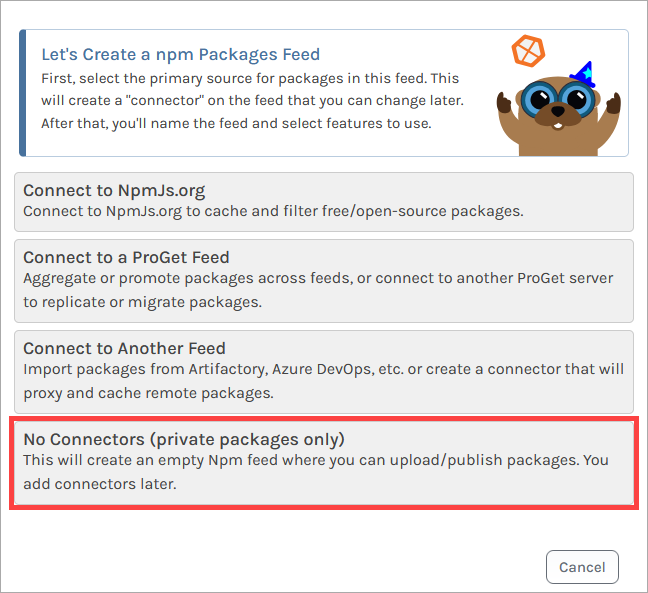 Let's Create a npm Packages Feed
First, select the primary source for packages in this feed. This
will create a "connector" on the feed that you can change later.
After that, you'll name the feed and select features to use.
Connect to NpmJs.org
Connect to NpmJs.org to cache and filter free/open-source packages.
Connect to a ProGet Feed
Aggregate or promote packages across feeds, or connect to another ProGet server
to replicate or migrate packages.
Connect to Another Feed
Import packages from Artifactory, Azure DevOps, etc. or create a connector that will
proxy and cache remote packages.
No Connectors (private packages only)
This will create an empty Npm feed where you can upload/publish packages. You
add connectors later.
Cancel